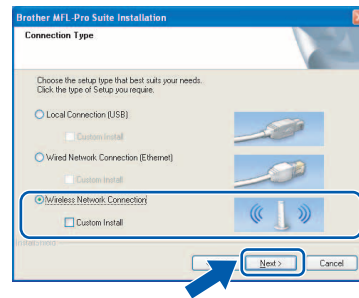 Brother MFL-Pro Suite Installation
Connection Type
Choose the setup type that best suits your needs.
Click the type of Setup you require.
Local Connection (USB)
Custom Install
Wired Network Connection (Ethernet)
Custom Install
Wireless Network Connection
Custom Install
InstallShield
Next >
Cancel